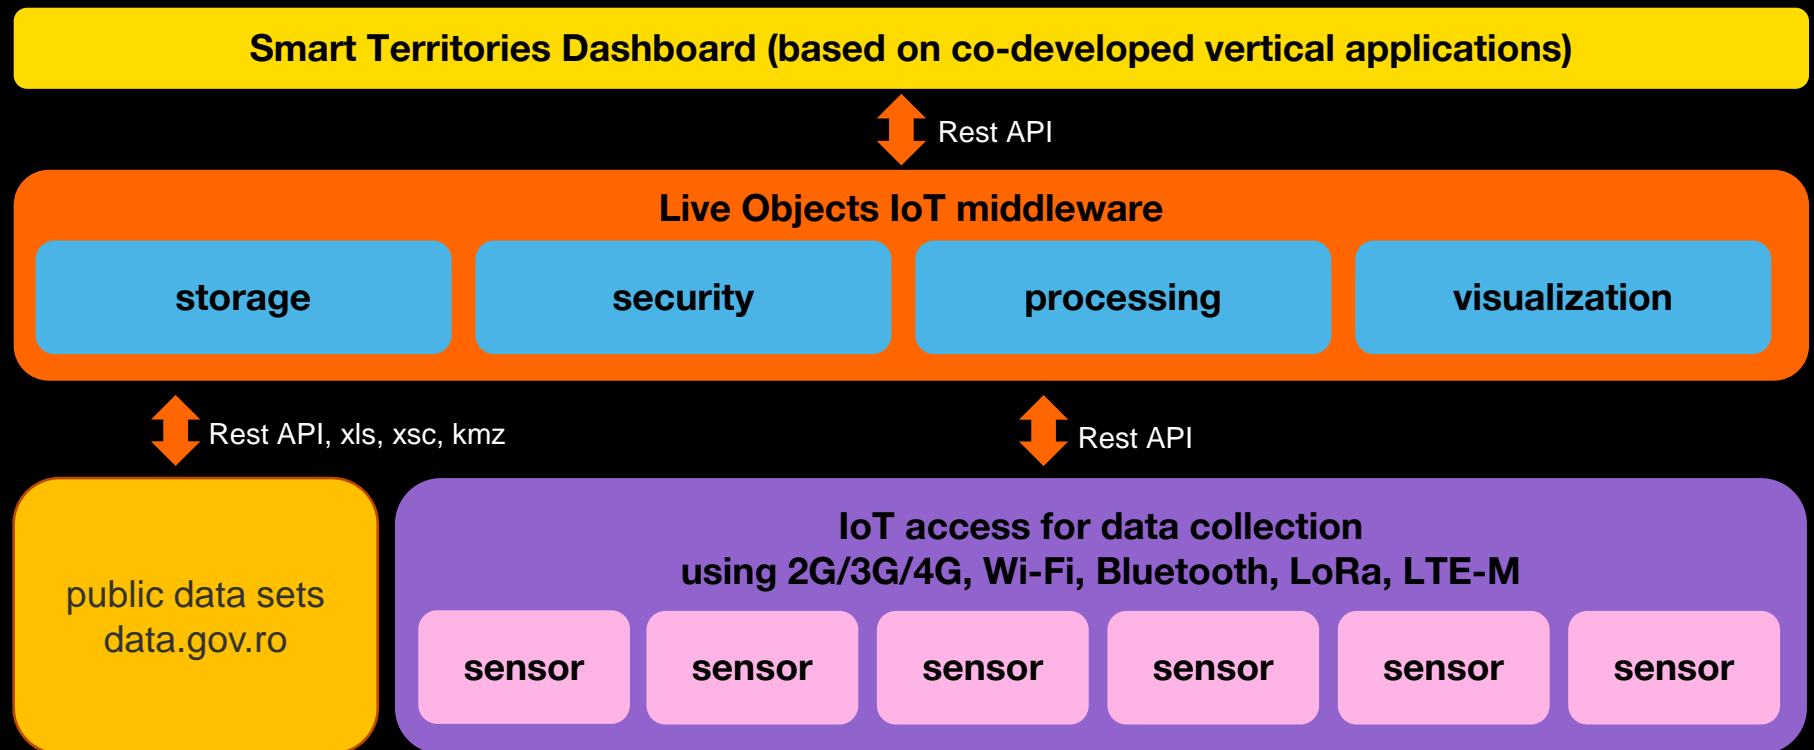 Smart Territories Dashboard (based on co-developed vertical applications)
Rest API
Live Objects IoT middleware
storage
security
processing
visualization
Rest API, xls, xsc, kmz
Rest API
public data sets
data.gov.ro
IoT access for data collection
using 2G/3G/4G, Wi-Fi, Bluetooth, LoRa, LTE-M
sensor
sensor
sensor
sensor
sensor
sensor